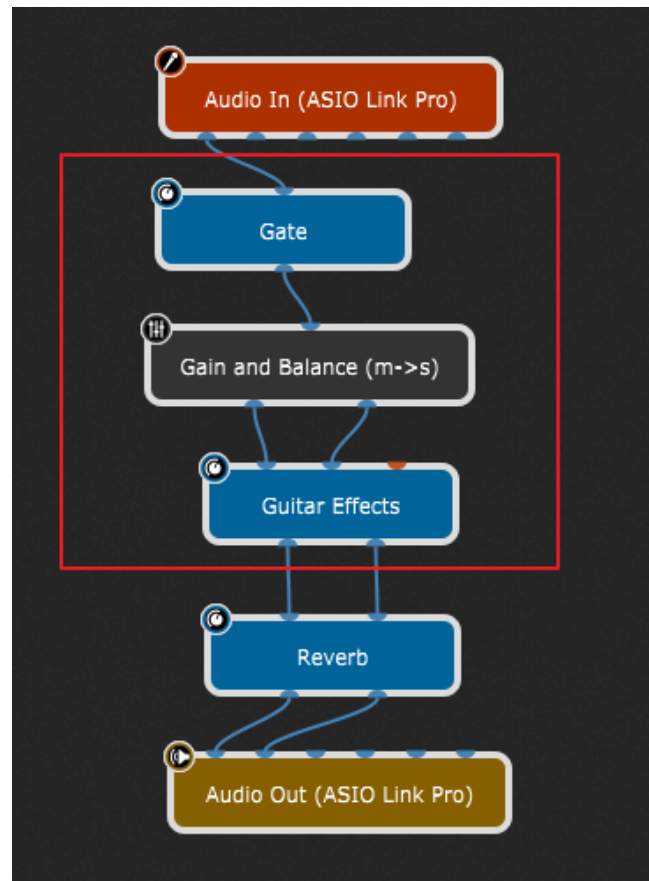 Audio In (ASIO Link Pro)
Gate
Gain and Balance (m->s)
Guitar Effects
Reverb
Audio Out (ASIO Link Pro)